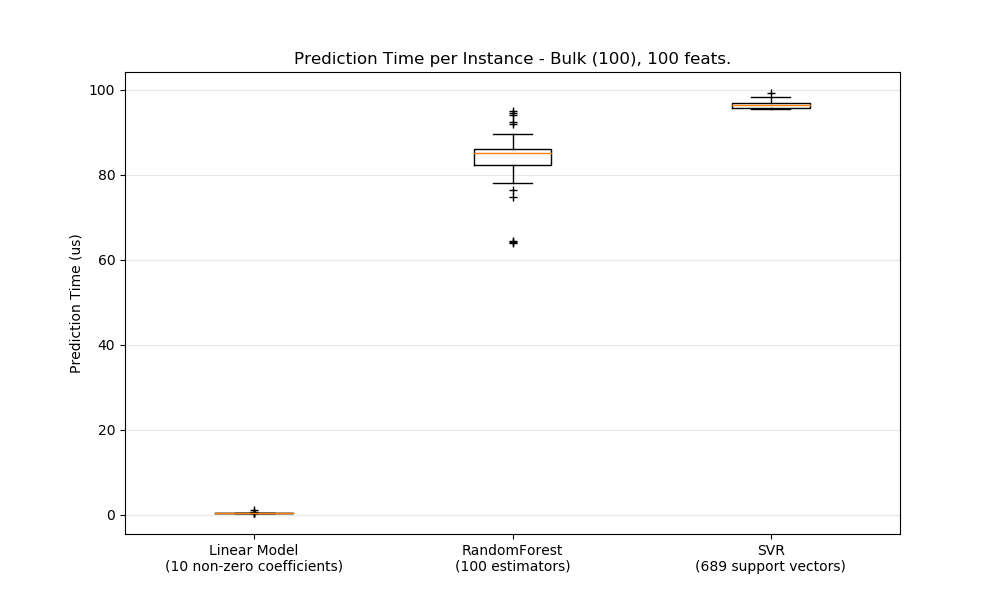 Prediction Time per Instance - Bulk (100), 100 feats.
Prediction Time (us)
100
80
60
40
20
0
Linear Model
(10 non-zero coefficients)
RandomForest
(100 estimators)
SVR
(689 support vectors)